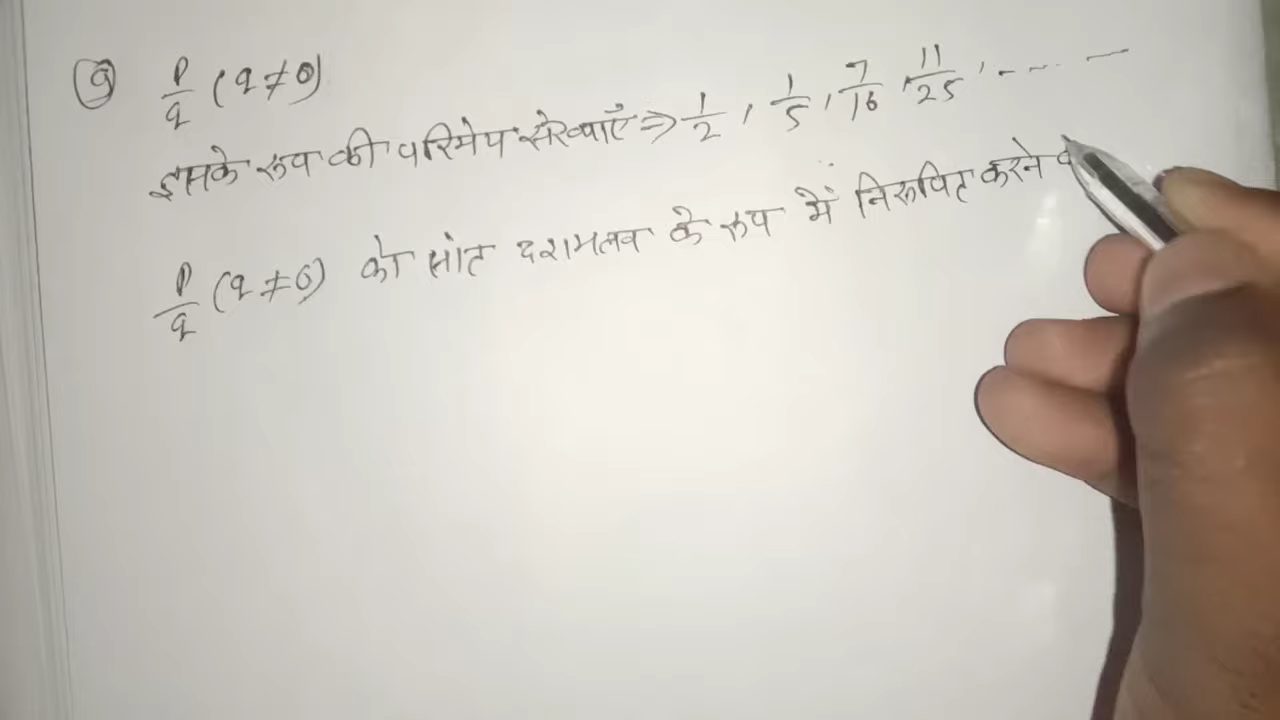 9 p/q (q≠0)
इसके रूप की परिमेय संख्याएँ ⇒ 1/2, 1/5, 7/16, 11/25, ....
p/q (q≠0) को सांत दशमलव के रूप में निरूपित करने